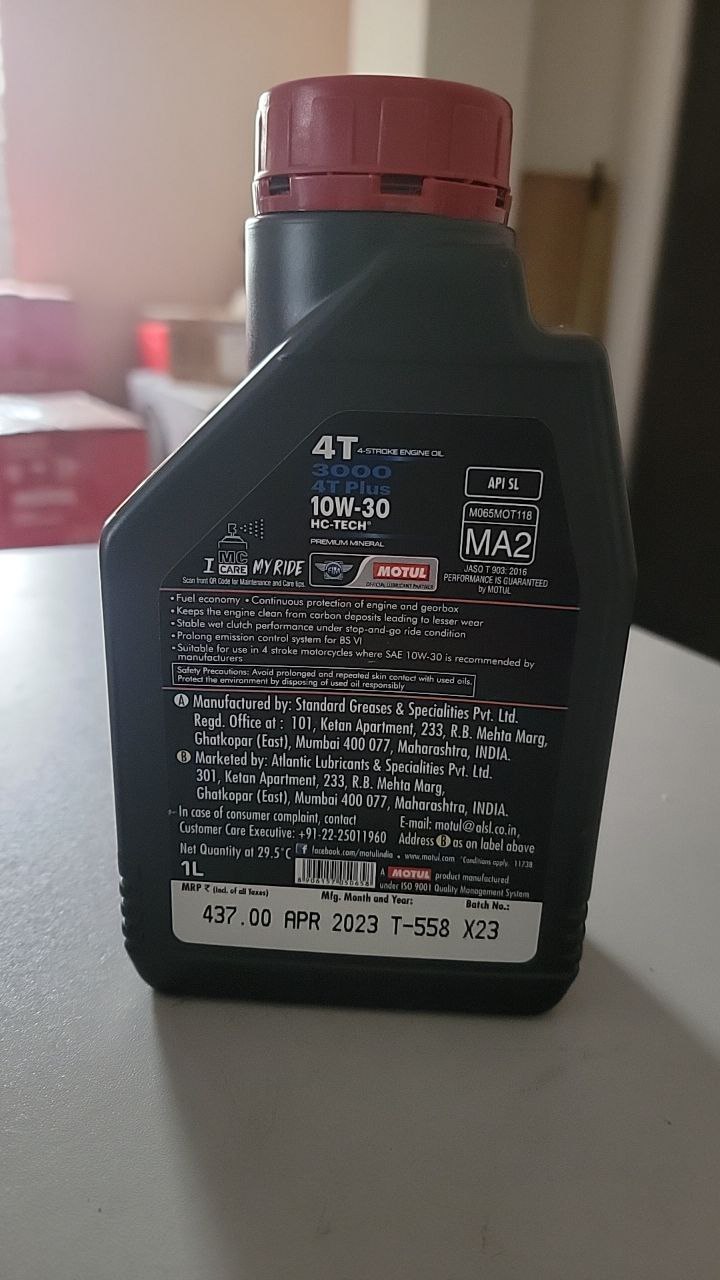 4T 4-STROKE ENGINE OIL
3000
4T Plus
10W-30
HC-TECH®
PREMIUM MINERAL
API SL
M065MOT118
MA2
JASO T 903: 2016
PERFORMANCE IS GUARANTEED
by MOTUL
I MC CARE MY RIDE
Scan front QR Code for Maintenance and Care tips.
FIM
MOTUL
OFFICIAL LUBRICANT PARTNER
• Fuel economy • Continuous protection of engine and gearbox
• Keeps the engine clean from carbon deposits leading to lesser wear
• Stable wet clutch performance under stop-and-go ride condition
• Prolong emission control system for BS VI
• Suitable for use in 4 stroke motorcycles where SAE 10W-30 is recommended by
manufacturers
Safety Precautions: Avoid prolonged and repeated skin contact with used oils.
Protect the environment by disposing of used oil responsibly
A Manufactured by: Standard Greases & Specialities Pvt. Ltd.
Regd. Office at : 101, Ketan Apartment, 233, R.B. Mehta Marg,
Ghatkopar (East), Mumbai 400 077, Maharashtra, INDIA.
B Marketed by: Atlantic Lubricants & Specialities Pvt. Ltd.
301, Ketan Apartment, 233, R.B. Mehta Marg,
Ghatkopar (East), Mumbai 400 077, Maharashtra, INDIA.
In case of consumer complaint, contact
Customer Care Executive: +91-22-25011960
E-mail: motul@alsl.co.in,
Address B as on label above
Net Quantity at 29.5°C
1L
f facebook.com/motulindia • www.motul.com *Conditions apply. 11738
A MOTUL product manufactured
under ISO 9001 Quality Management System
MRP ₹ (Incl. of all Taxes) Mfg. Month and Year: Batch No.:
437.00 APR 2023 T-558 X23